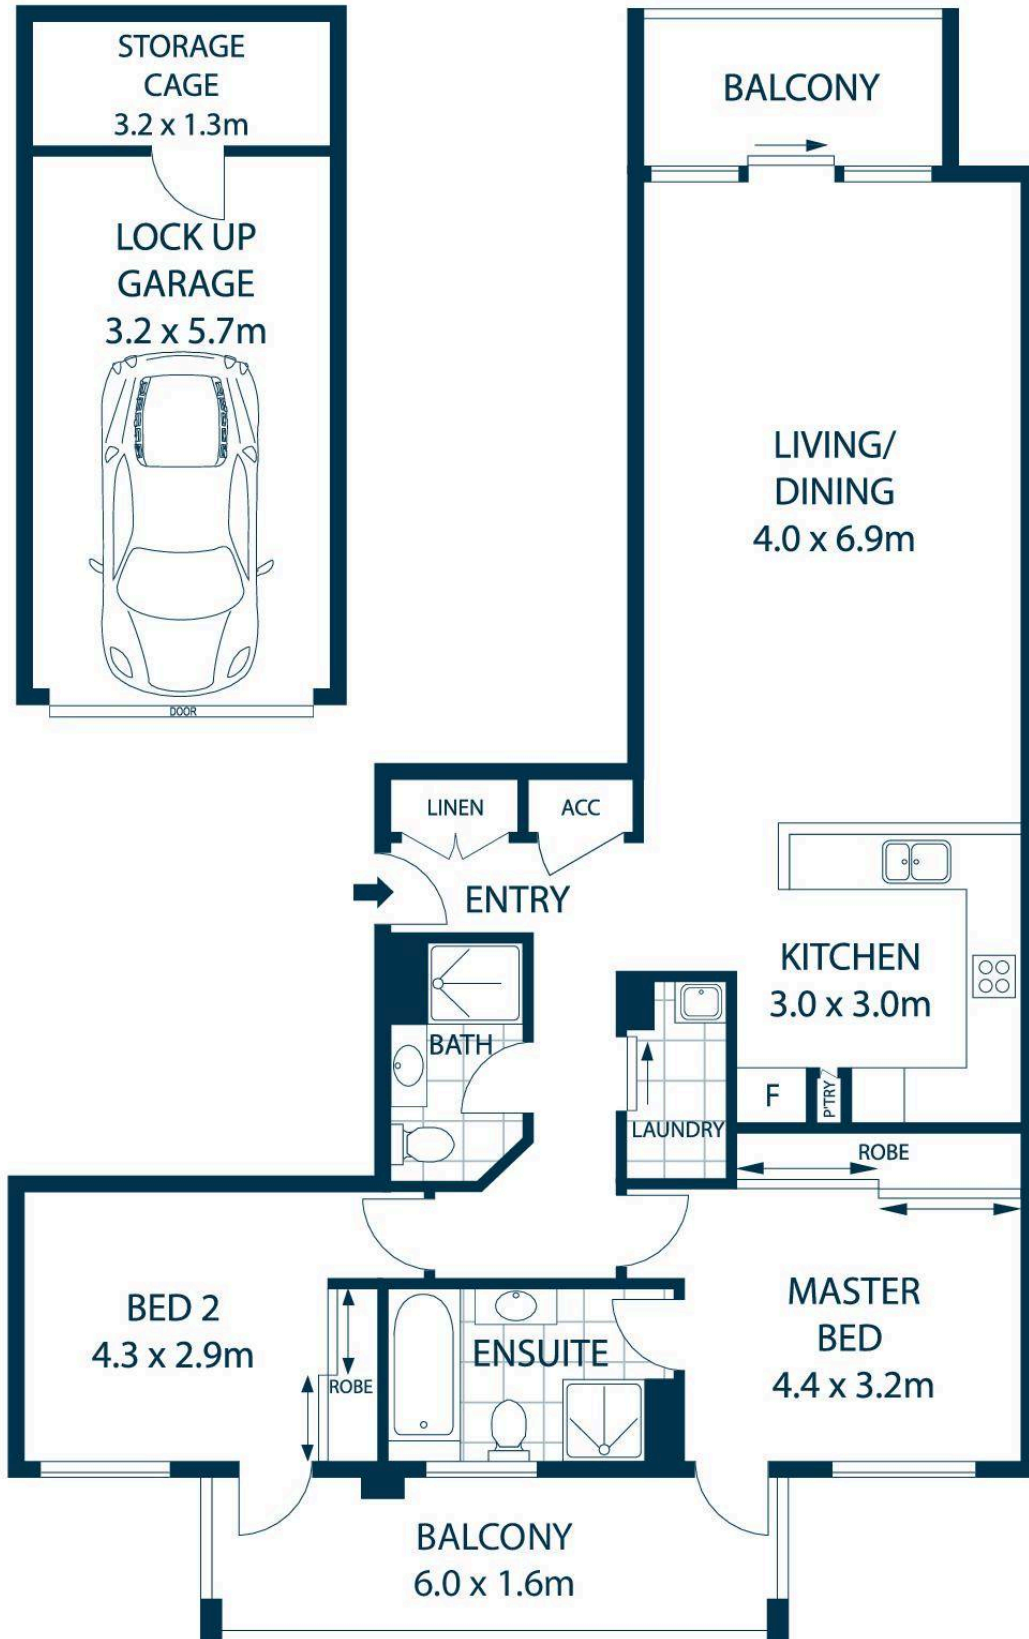 STORAGE
CAGE
3.2 x 1.3m
BALCONY
LOCK UP
GARAGE
3.2 x 5.7m
LIVING/
DINING
4.0 x 6.9m
DOOR
LINEN
ACC
ENTRY
KITCHEN
3.0 x 3.0m
BATH
F
P'TRY
LAUNDRY
ROBE
BED 2
4.3 x 2.9m
ROBE
ENSUITE
MASTER
BED
4.4 x 3.2m
BALCONY
6.0 x 1.6m